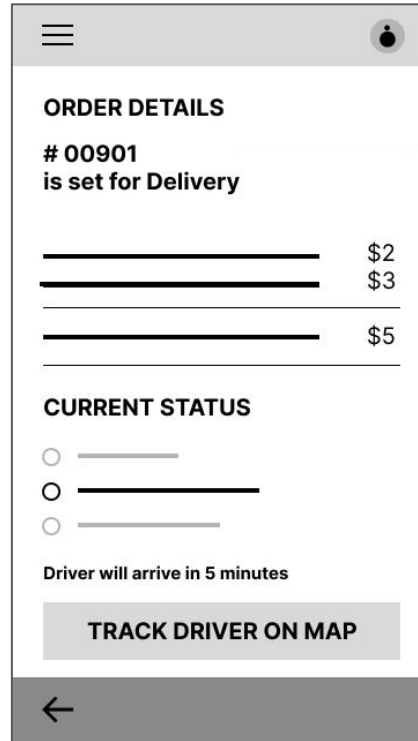 ORDER DETAILS
# 00901
is set for Delivery
$2
$3
$5
CURRENT STATUS
Driver will arrive in 5 minutes
TRACK DRIVER ON MAP